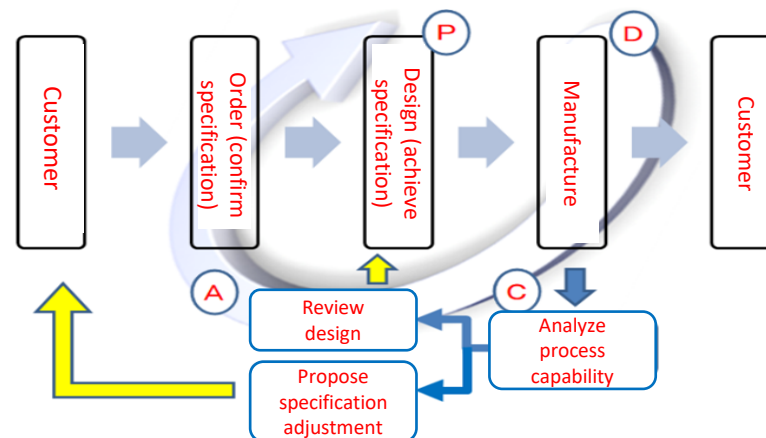 P
D
Customer
Order (confirm
specification)
Design (achieve
specification)
Manufacture
Customer
A
C
Review
design
Analyze
process
capability
Propose
specification
adjustment